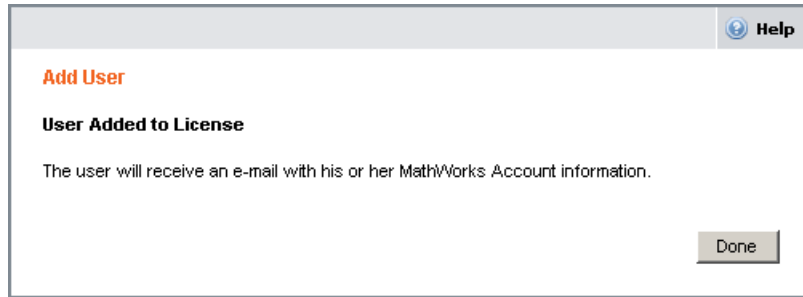 Help
Add User
User Added to License
The user will receive an e-mail with his or her MathWorks Account information.
Done